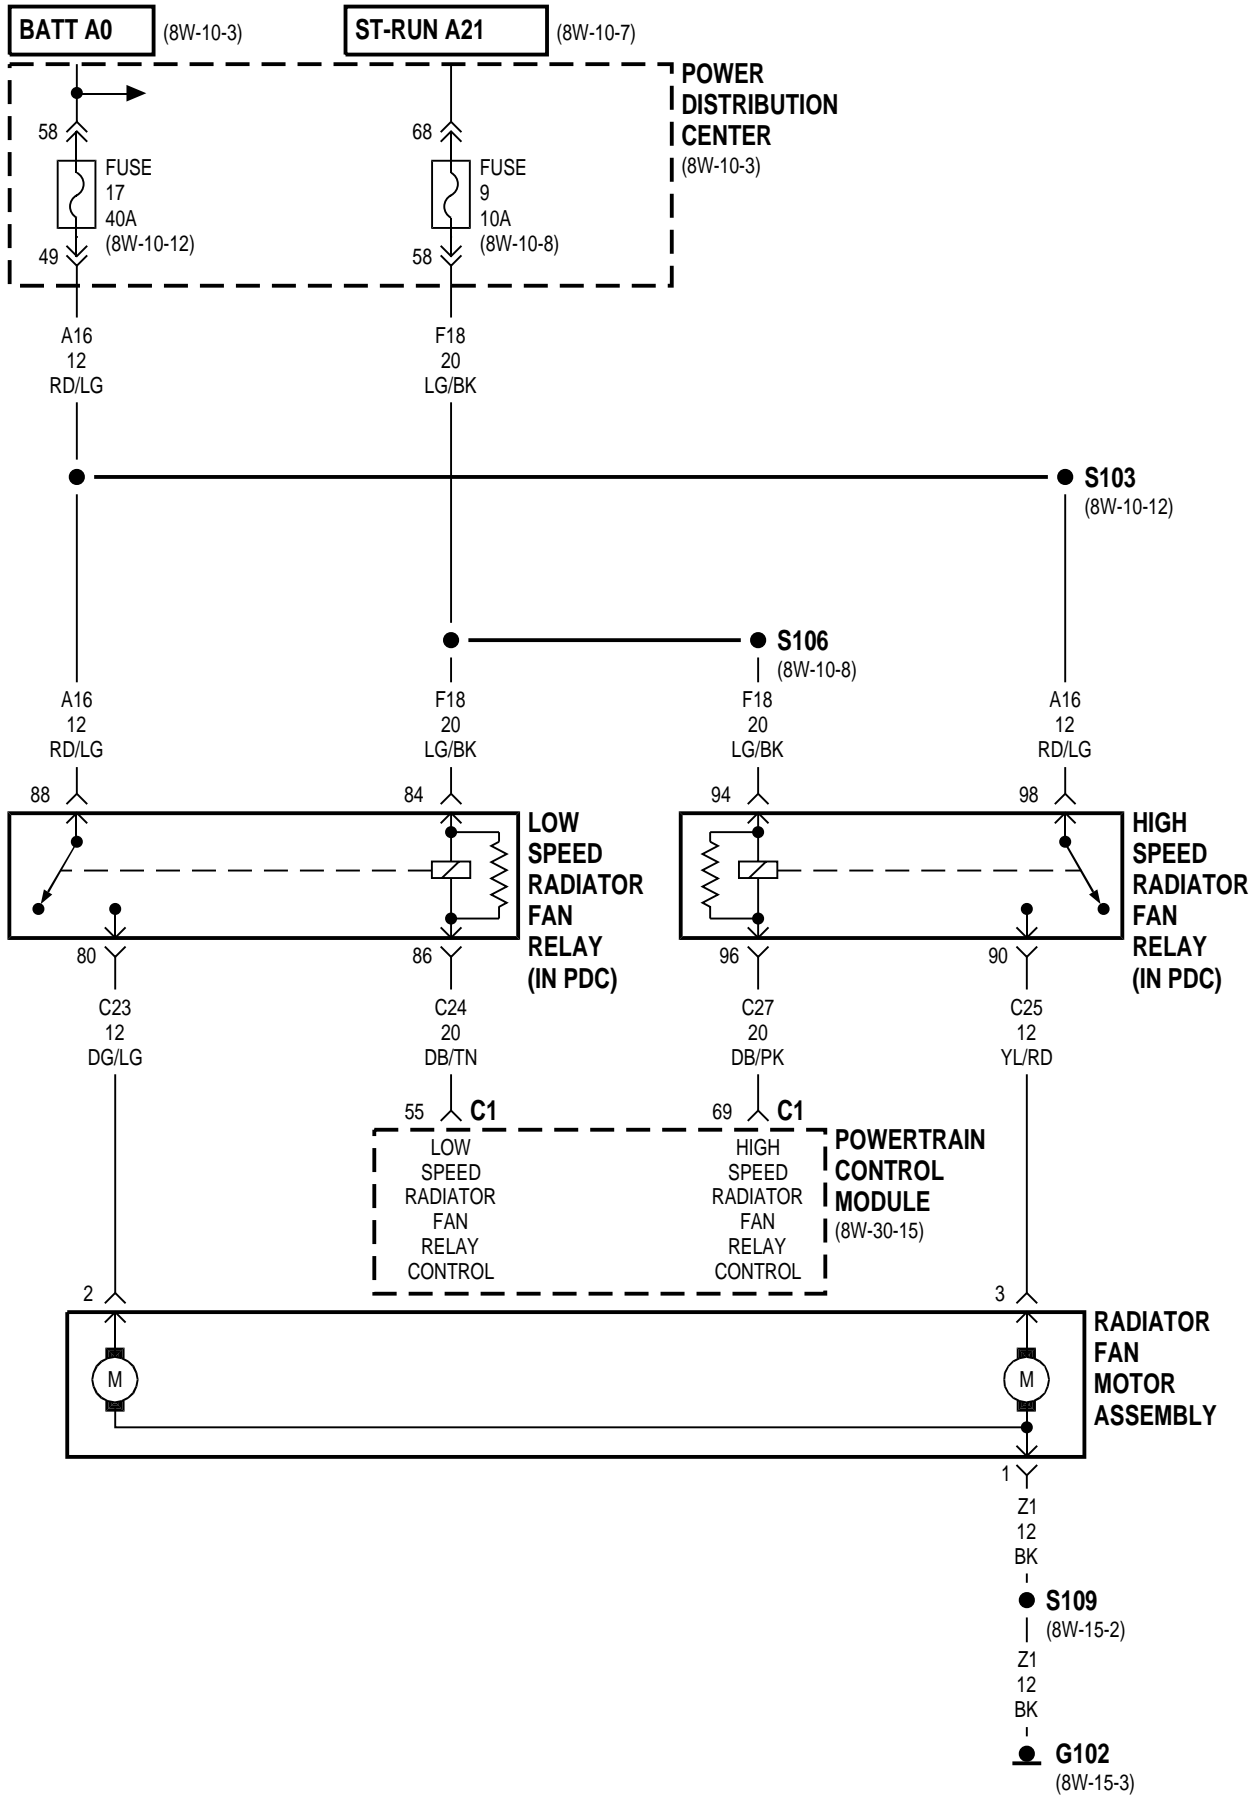 BATT A0
(8W-10-3)
ST-RUN A21
(8W-10-7)
POWER
DISTRIBUTION
CENTER
(8W-10-3)
58
FUSE
17
40A
(8W-10-12)
49
68
FUSE
9
10A
(8W-10-8)
58
A16
12
RD/LG
F18
20
LG/BK
S103
(8W-10-12)
S106
(8W-10-8)
A16
12
RD/LG
F18
20
LG/BK
F18
20
LG/BK
A16
12
RD/LG
88
84
94
98
LOW
SPEED
RADIATOR
FAN
RELAY
(IN PDC)
HIGH
SPEED
RADIATOR
FAN
RELAY
(IN PDC)
80
86
96
90
C23
12
DG/LG
C24
20
DB/TN
C27
20
DB/PK
C25
12
YL/RD
55
C1
69
C1
LOW
SPEED
RADIATOR
FAN
RELAY
CONTROL
HIGH
SPEED
RADIATOR
FAN
RELAY
CONTROL
POWERTRAIN
CONTROL
MODULE
(8W-30-15)
2
3
M
M
RADIATOR
FAN
MOTOR
ASSEMBLY
1
Z1
12
BK
S109
(8W-15-2)
Z1
12
BK
G102
(8W-15-3)